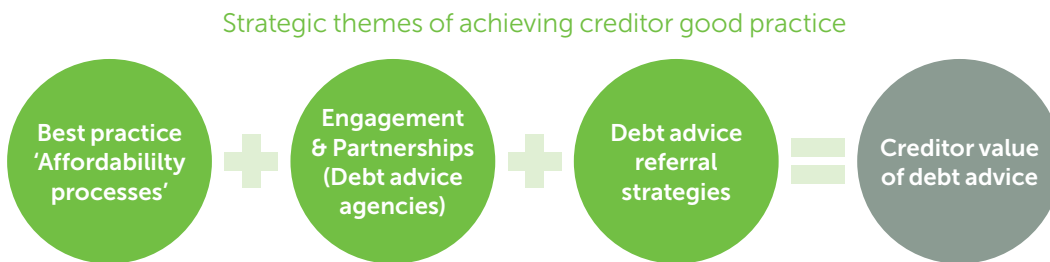 Strategic themes of achieving creditor good practice
Best practice
‘Affordabililty
processes’
Engagement
& Partnerships
(Debt advice
agencies)
Debt advice
referral
strategies
Creditor value
of debt advice